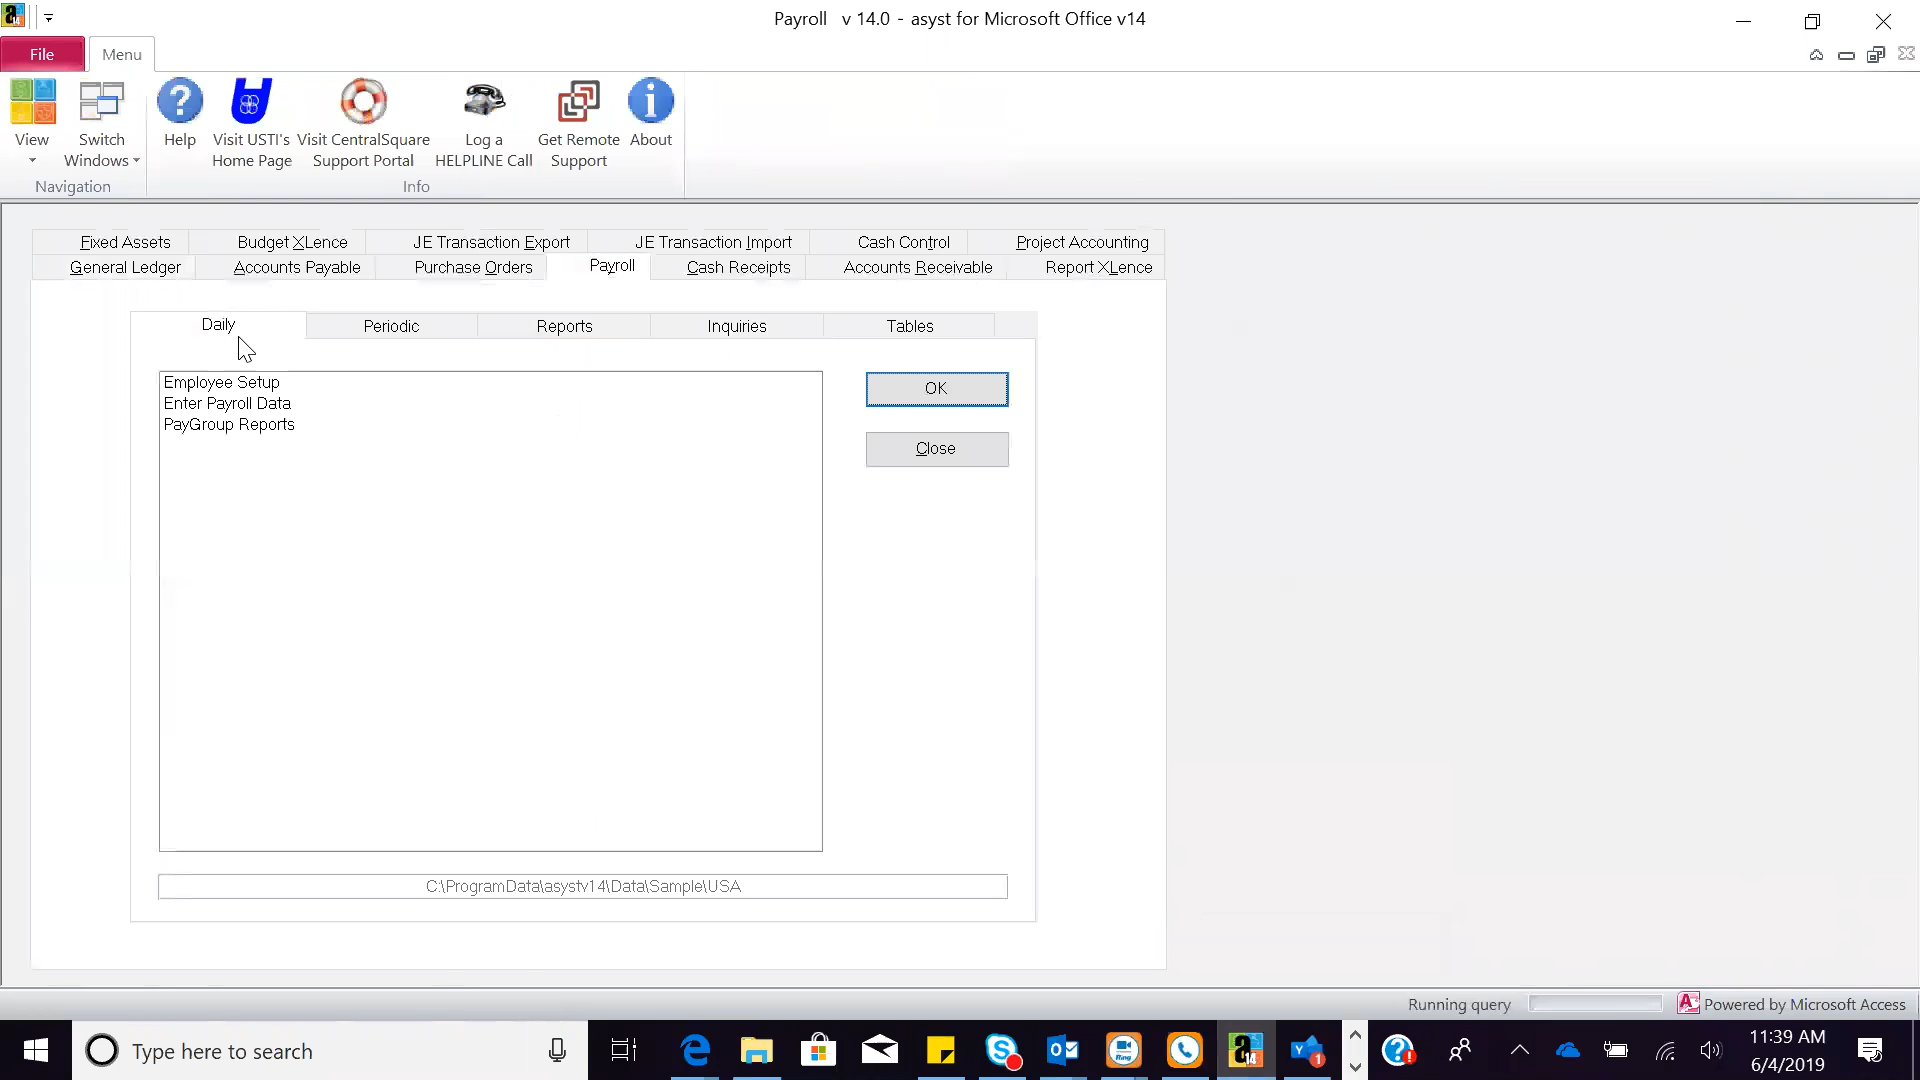 Payroll v 14.0 - asyst for Microsoft Office v14
File Menu
View Switch Windows Help Visit USTI's Home Page Visit CentralSquare Support Portal Log a HELPLINE Call Get Remote Support About
Navigation Info
Fixed Assets Budget XLence JE Transaction Export JE Transaction Import Cash Control Project Accounting
General Ledger Accounts Payable Purchase Orders Payroll Cash Receipts Accounts Receivable Report XLence
Daily Periodic Reports Inquiries Tables
Employee Setup
Enter Payroll Data
PayGroup Reports
OK
Close
C:\ProgramData\asystv14\Data\Sample\USA
Running query Powered by Microsoft Access
Type here to search
11:39 AM
6/4/2019